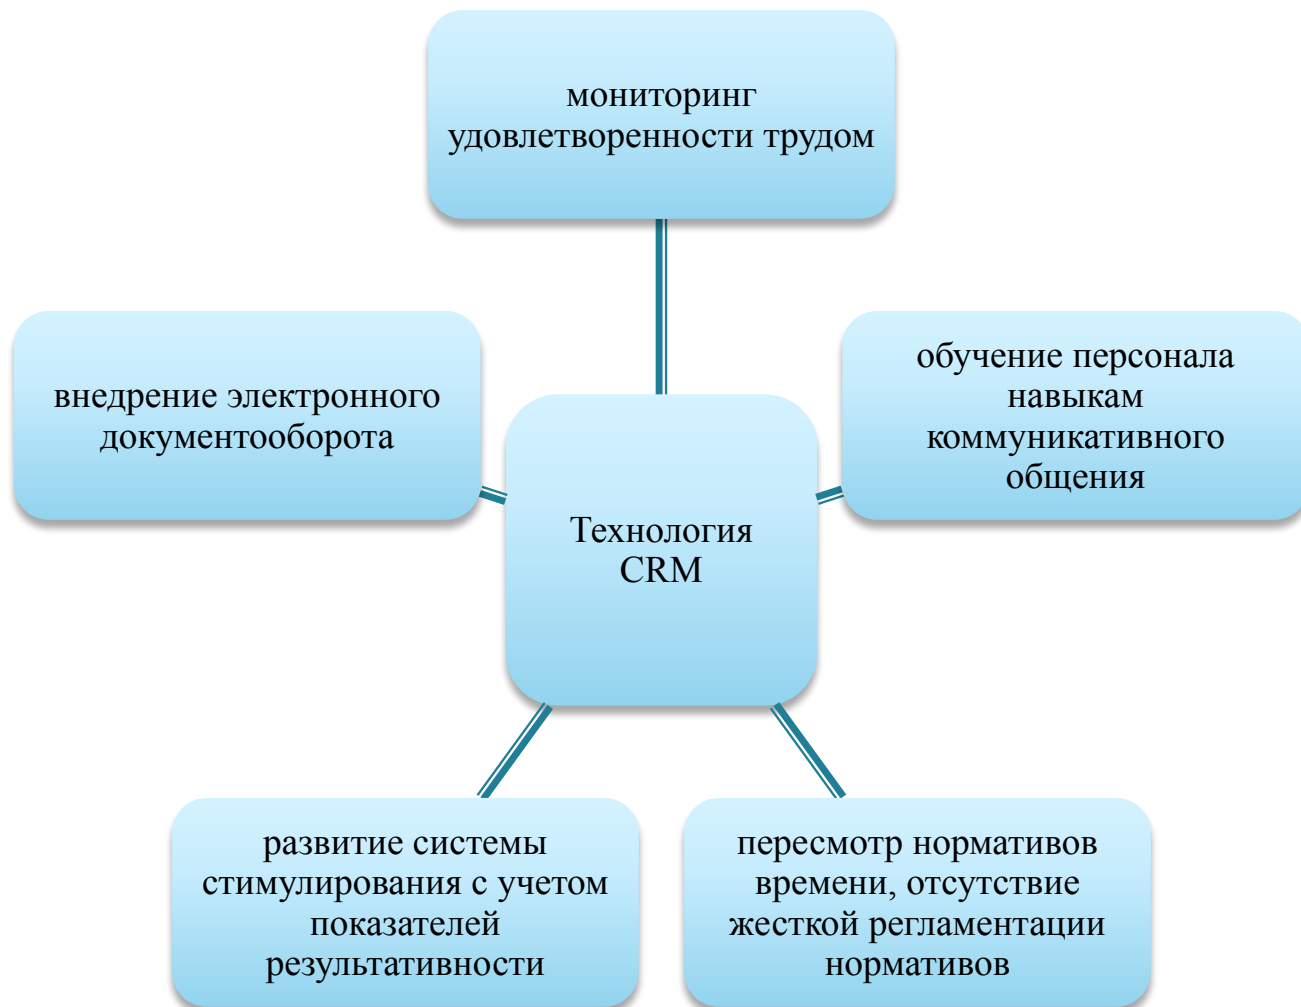 мониторинг
удовлетворенности трудом
внедрение электронного
документооборота
обучение персонала
навыкам
коммуникативного
общения
Технология
CRM
развитие системы
стимулирования с учетом
показателей
результативности
пересмотр нормативов
времени, отсутствие
жесткой регламентации
нормативов